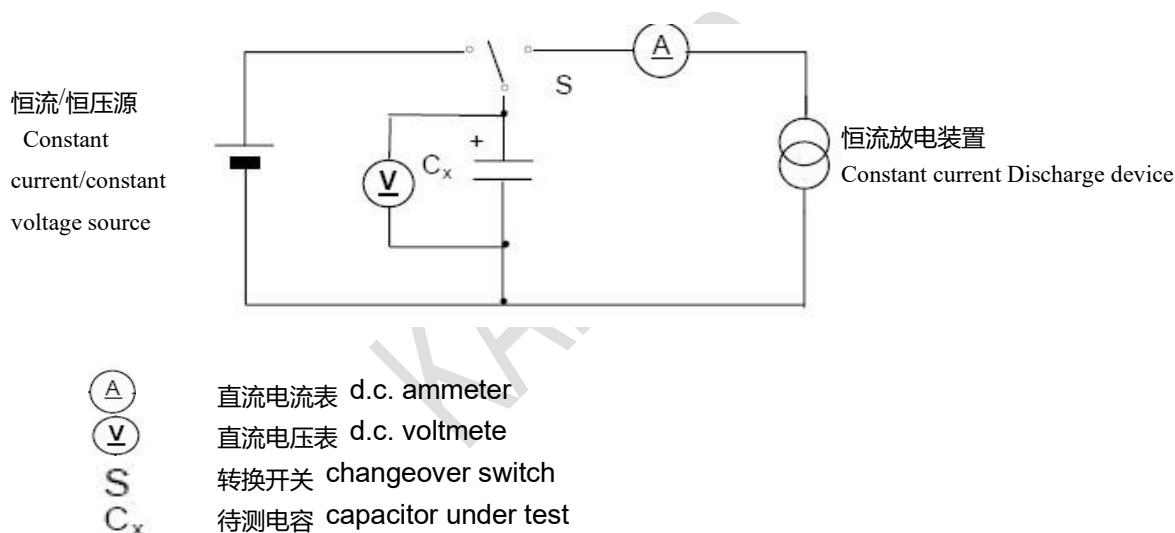 A
S
恒流/恒压源
Constant
current/constant
voltage source
+
V
Cx
恒流放电装置
Constant current Discharge device
A 直流电流表 d.c. ammeter
V 直流电压表 d.c. voltmete
S 转换开关 changeover switch
Cx 待测电容 capacitor under test